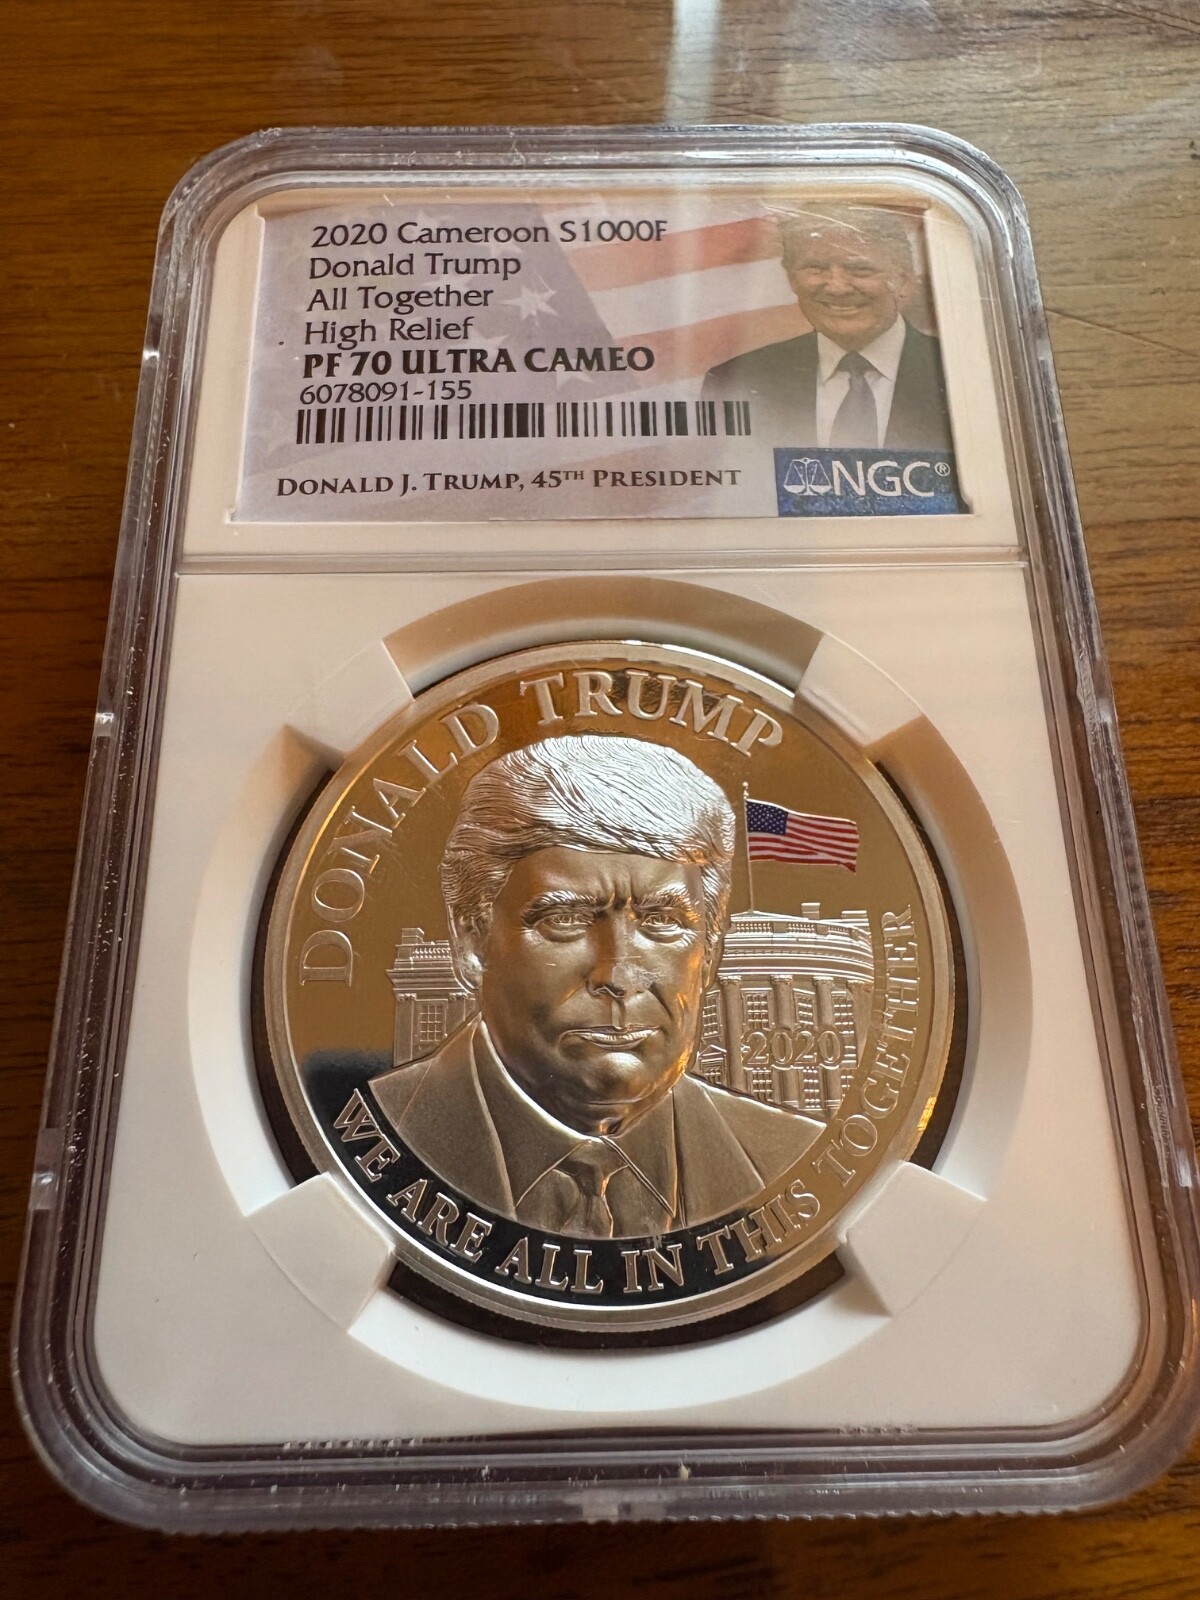 2020 Cameroon S1000F
Donald Trump
All Together
High Relief
PF 70 ULTRA CAMEO
6078091-155
DONALD J. TRUMP, 45TH PRESIDENT
NGC®
DONALD TRUMP
2020
WE ARE ALL IN THIS TOGETHER